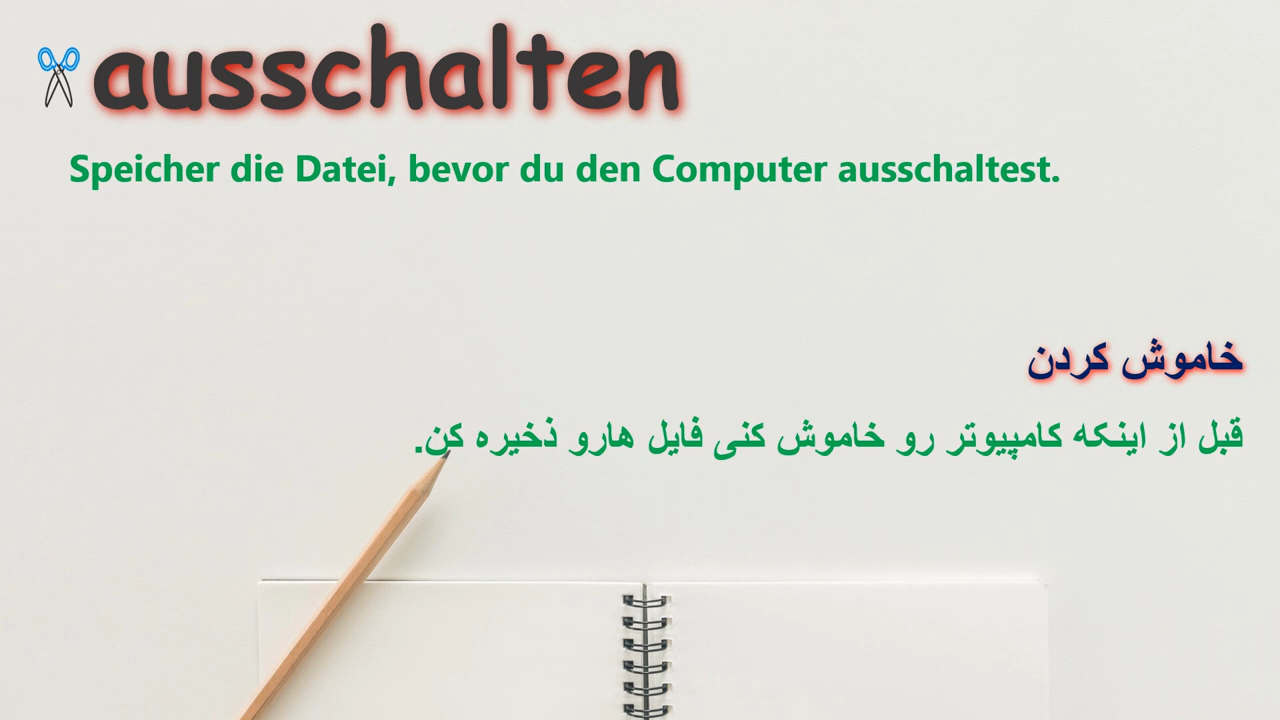 ausschalten
Speicher die Datei, bevor du den Computer ausschaltest.
خاموش کردن
قبل از اینکه کامپیوتر رو خاموش کنی فایل هارو ذخیره کن.